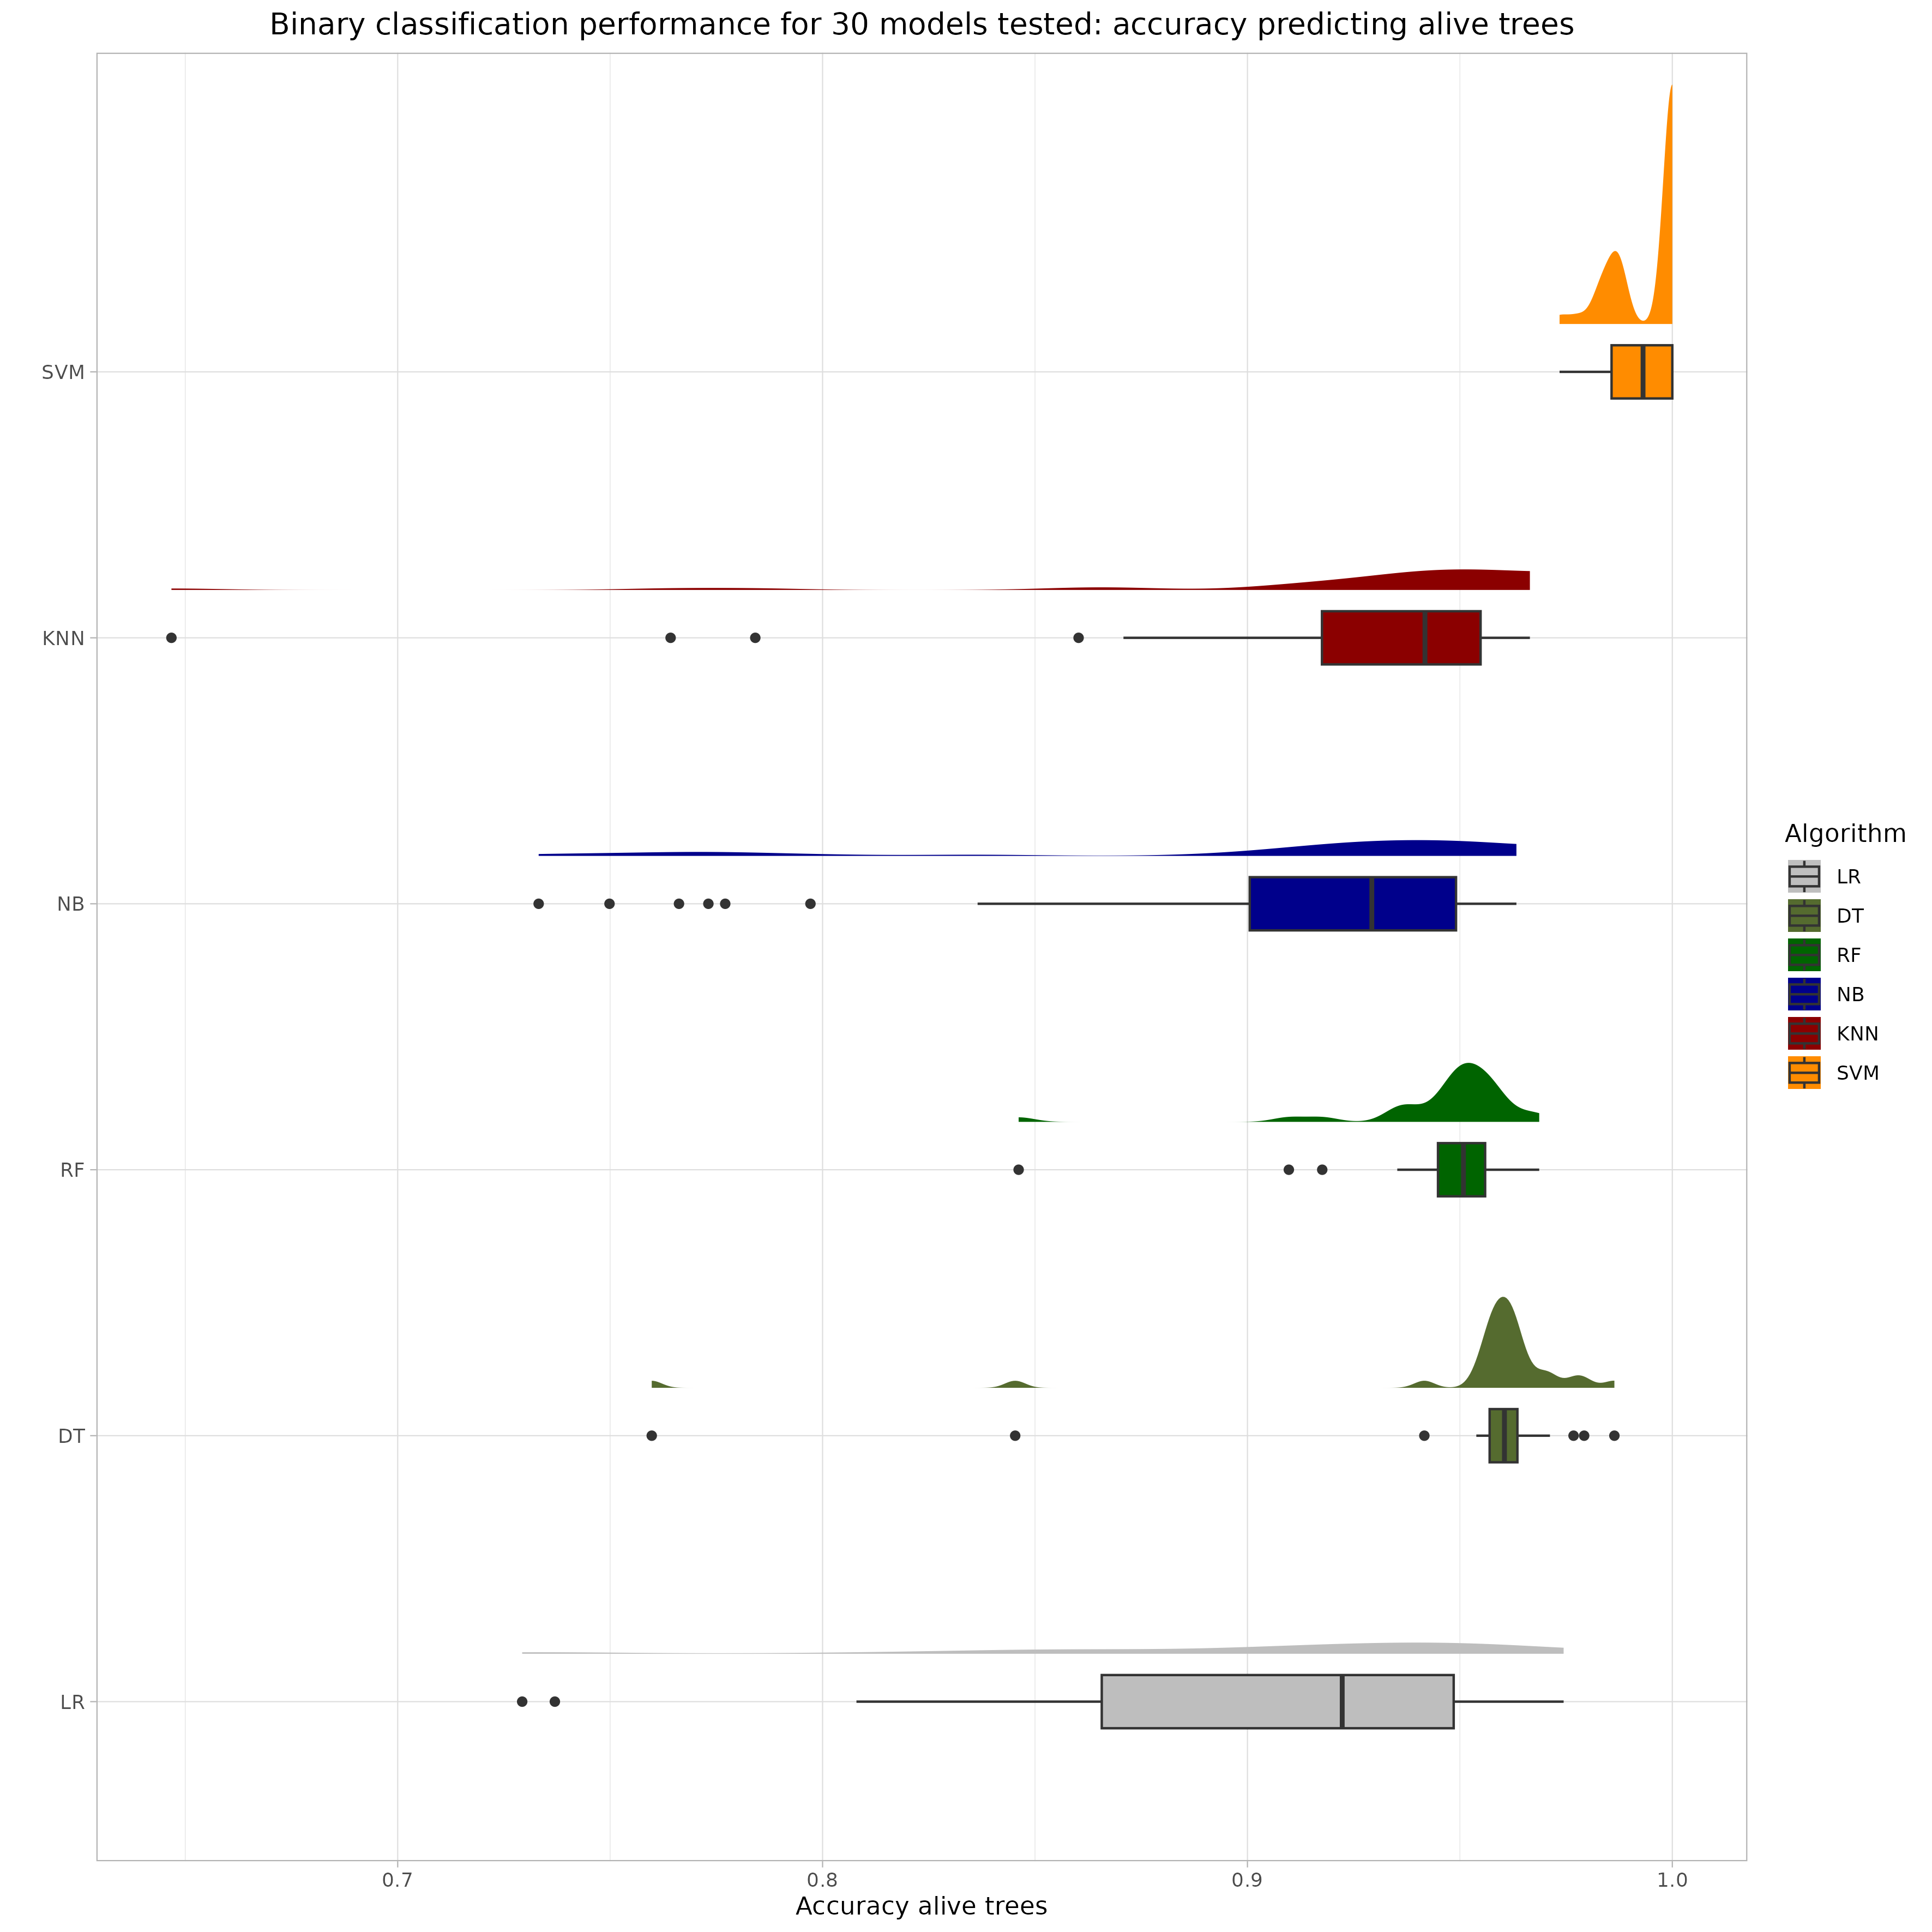 Binary classification performance for 30 models tested: accuracy predicting alive trees
SVM
KNN
NB
RF
DT
LR
0.7
0.8
0.9
1.0
Accuracy alive trees
Algorithm
LR
DT
RF
NB
KNN
SVM